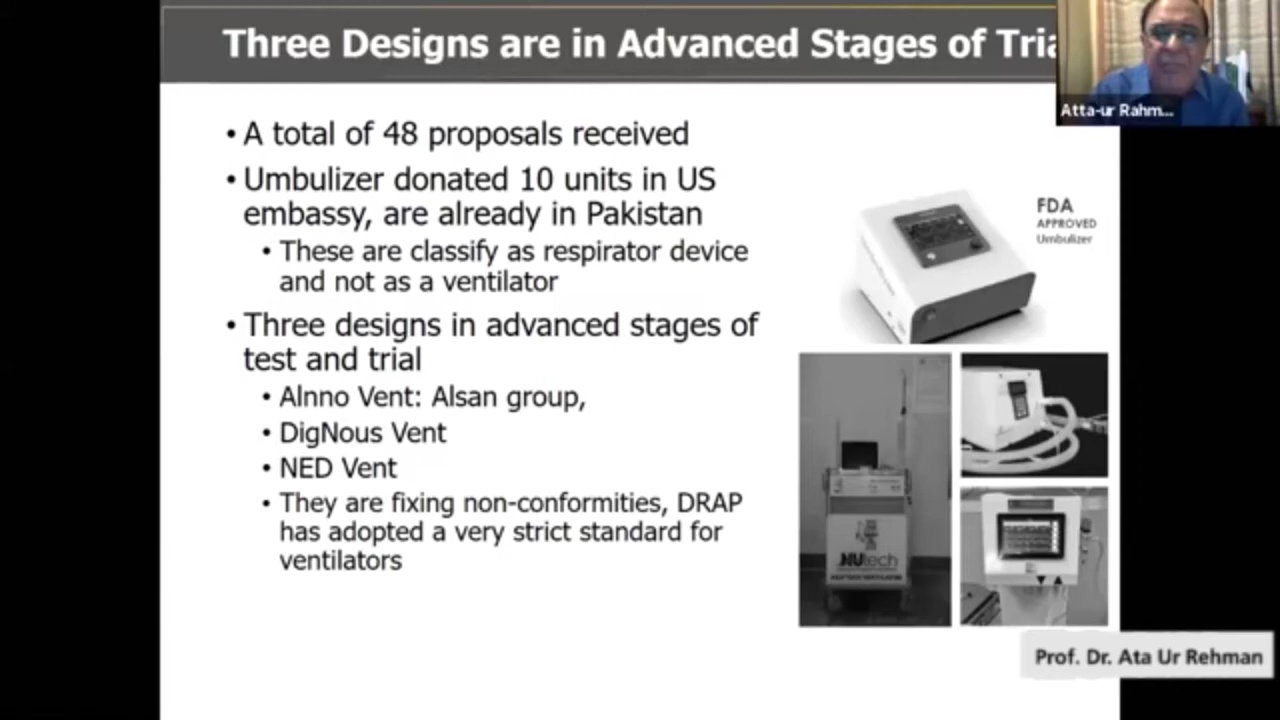 Three Designs are in Advanced Stages of Tria
Atta-ur Rahm...
• A total of 48 proposals received
• Umbulizer donated 10 units in US
embassy, are already in Pakistan
• These are classify as respirator device
and not as a ventilator
• Three designs in advanced stages of
test and trial
• Alnno Vent: Alsan group,
• DigNous Vent
• NED Vent
• They are fixing non-conformities, DRAP
has adopted a very strict standard for
ventilators
FDA
APPROVED
Umbulizer
NUtech
Prof. Dr. Ata Ur Rehman